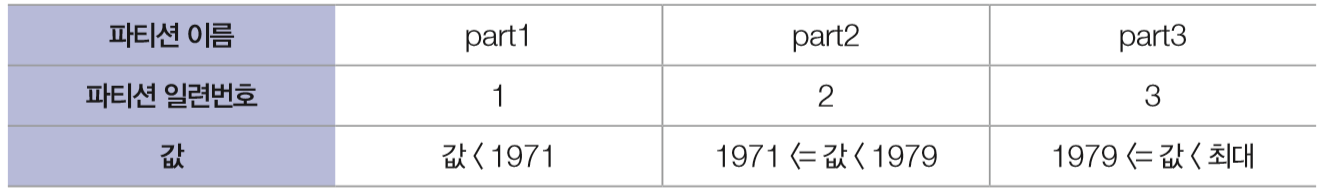 파티션 이름 part1 part2 part3
파티션 일련번호 1 2 3
값 값 < 1971 1971 <= 값 < 1979 1979 <= 값 < 최대